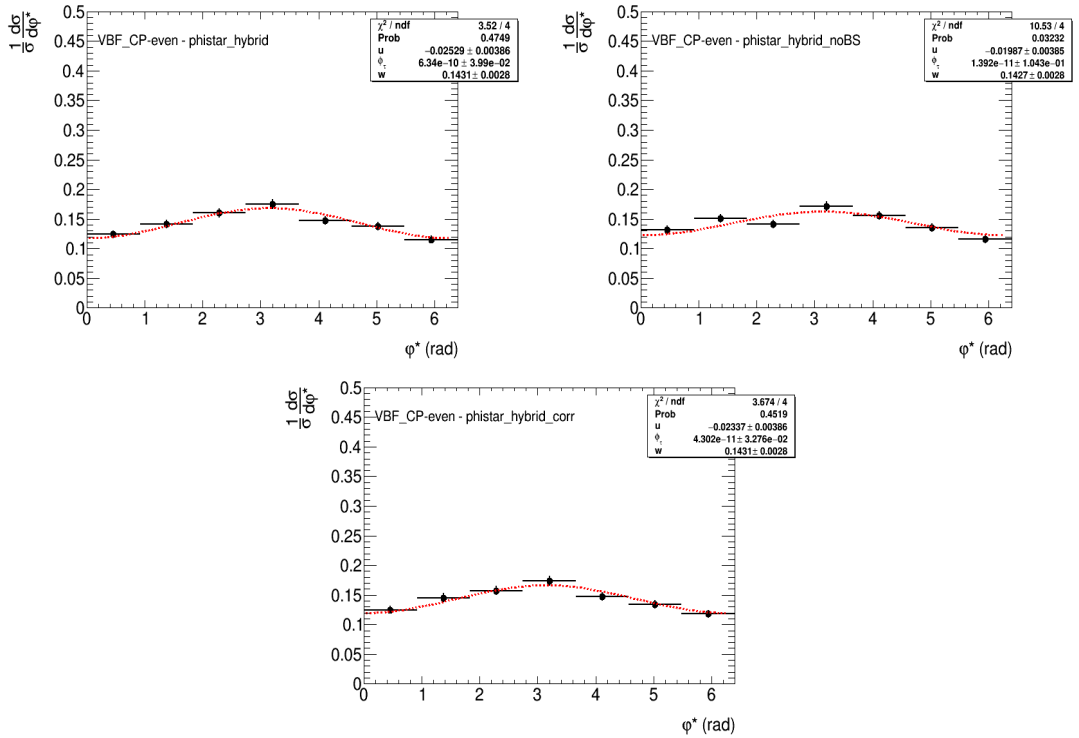 1/σ dσ/dφ*
0.5
0.45
0.4
0.35
0.3
0.25
0.2
0.15
0.1
0.05
0
VBF_CP-even - phistar_hybrid
χ² / ndf 3.52 / 4
Prob 0.4749
u −0.02529 ± 0.00386
ϕτ 6.34e−10 ± 3.99e−02
w 0.1431 ± 0.0028
0 1 2 3 4 5 6
φ* (rad)
1/σ dσ/dφ*
0.5
0.45
0.4
0.35
0.3
0.25
0.2
0.15
0.1
0.05
0
VBF_CP-even - phistar_hybrid_noBS
χ² / ndf 10.53 / 4
Prob 0.03232
u −0.01987 ± 0.00385
ϕτ 1.392e−11 ± 1.043e−01
w 0.1427 ± 0.0028
0 1 2 3 4 5 6
φ* (rad)
1/σ dσ/dφ*
0.5
0.45
0.4
0.35
0.3
0.25
0.2
0.15
0.1
0.05
0
VBF_CP-even - phistar_hybrid_corr
χ² / ndf 3.674 / 4
Prob 0.4519
u −0.02337 ± 0.00386
ϕτ 4.302e−11 ± 3.276e−02
w 0.1431 ± 0.0028
0 1 2 3 4 5 6
φ* (rad)